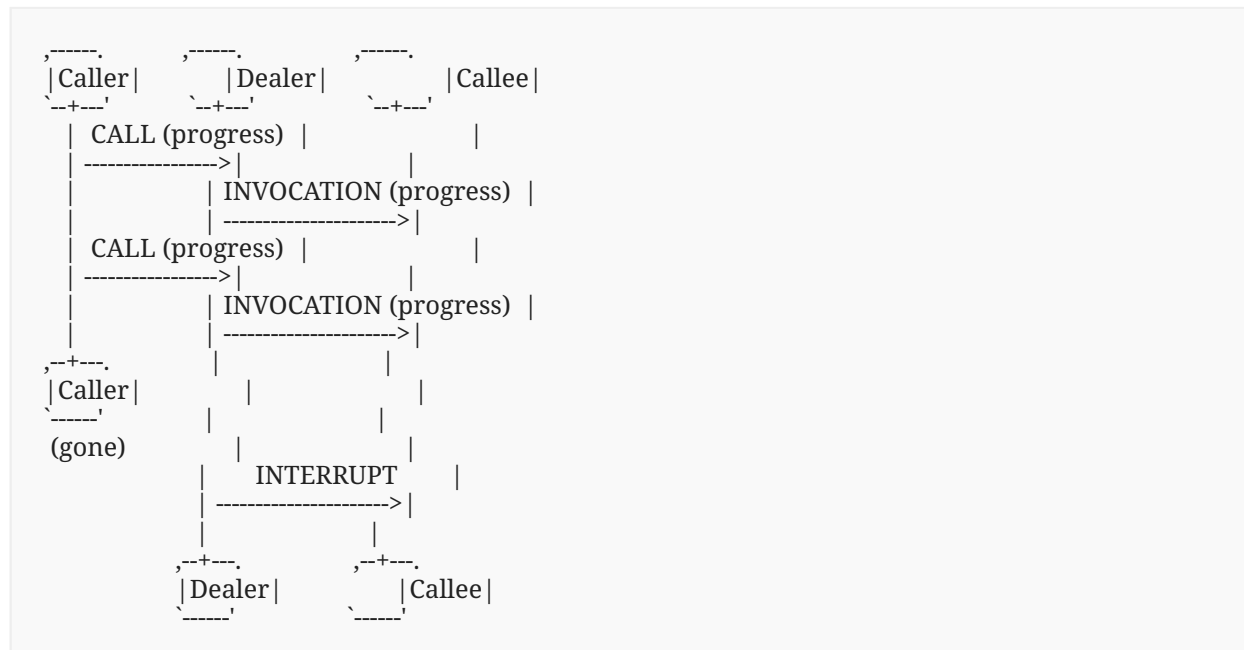 ,------.          ,------.             ,------.
|Caller|          |Dealer|             |Callee|
`--+---'          `--+---'             `--+---'
| CALL (progress) | |
| ----------------->| |
| | INVOCATION (progress) |
| | ---------------------->|
| CALL (progress) | |
| ----------------->| |
| | INVOCATION (progress) |
| | ---------------------->|
,--+---. | |
|Caller| | |
`------' | |
(gone) | |
| INTERRUPT |
| ---------------------->|
| |
,--+---. ,--+---.
|Dealer| |Callee|
`------' `------'